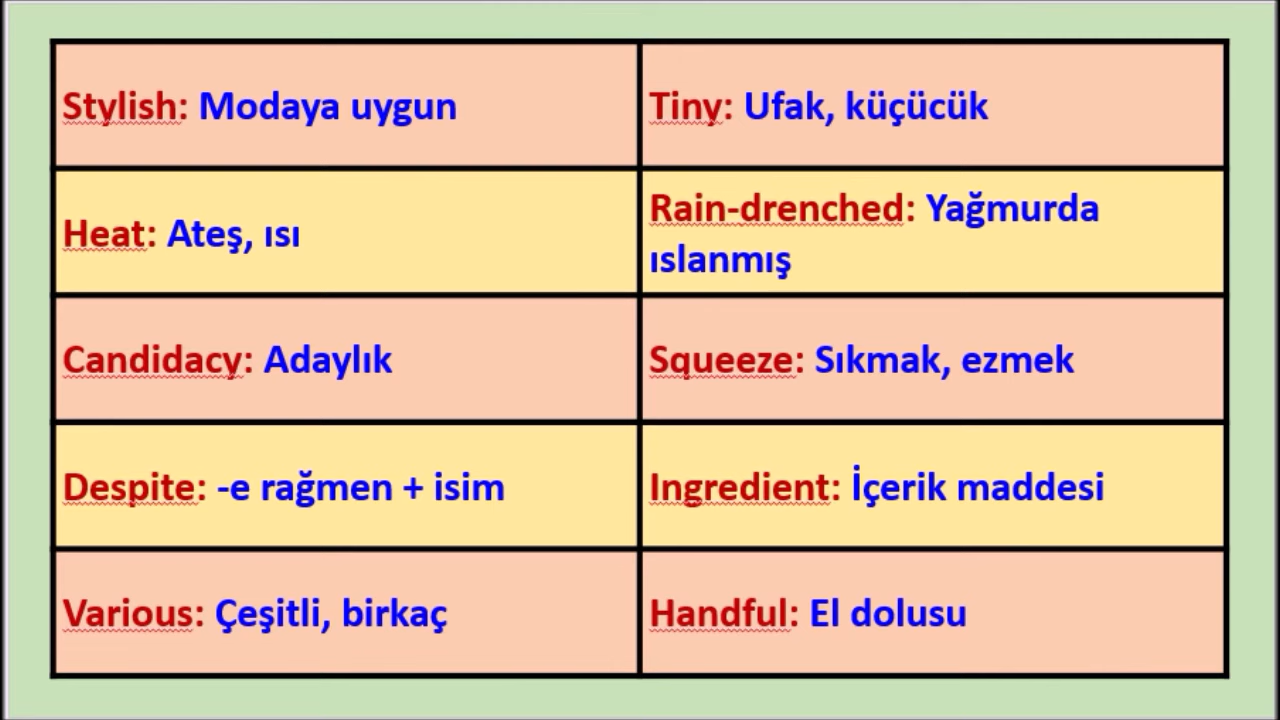 Stylish: Modaya uygun
Tiny: Ufak, küçücük
Heat: Ateş, ısı
Rain-drenched: Yağmurda
ıslanmış
Candidacy: Adaylık
Squeeze: Sıkmak, ezmek
Despite: -e rağmen + isim
Ingredient: İçerik maddesi
Various: Çeşitli, birkaç
Handful: El dolusu